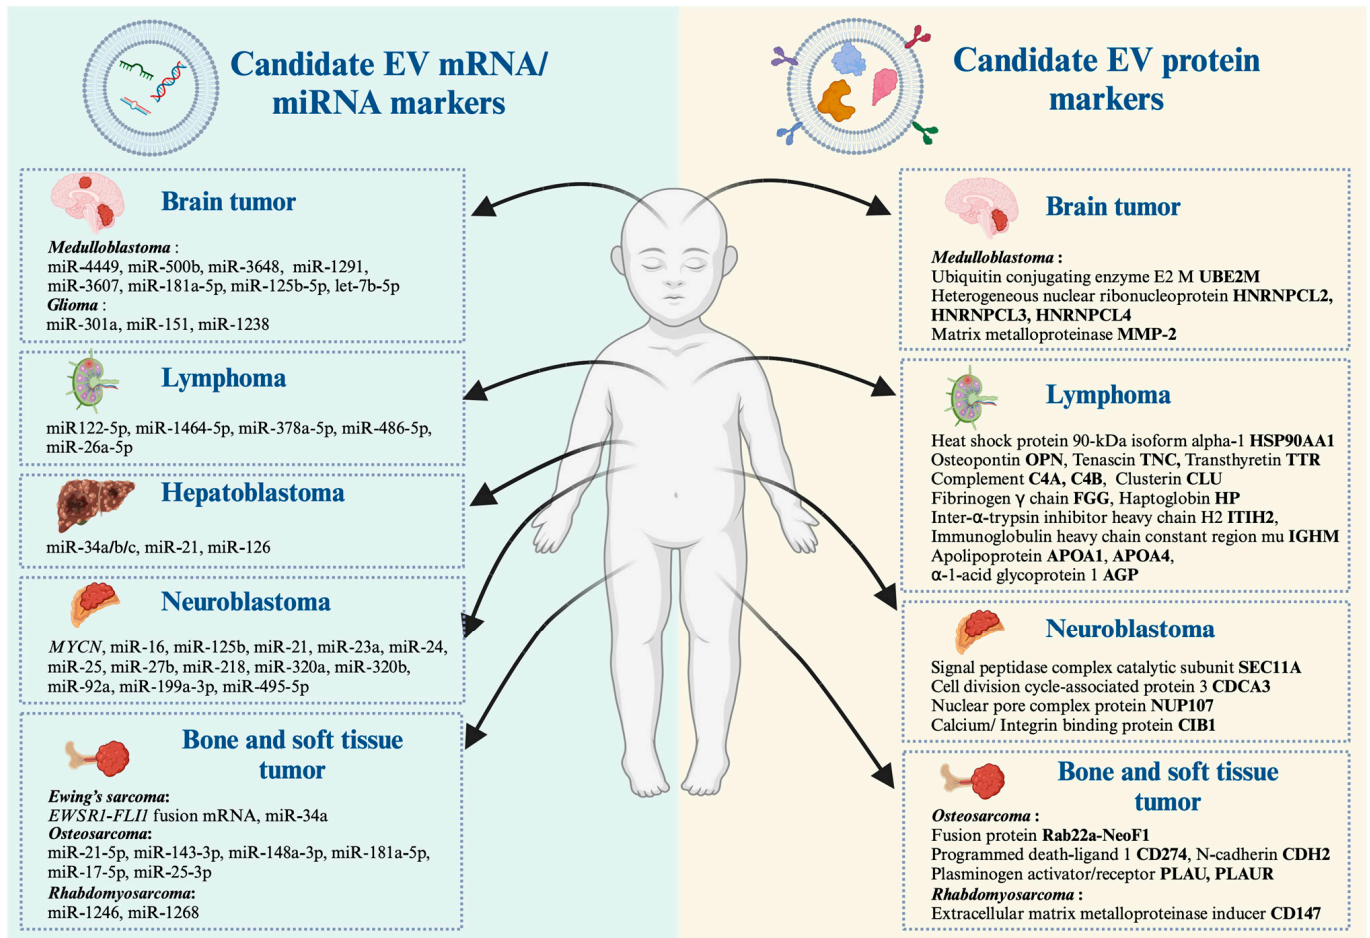 Candidate EV mRNA/
miRNA markers
Brain tumor
Medulloblastoma :
miR-4449, miR-500b, miR-3648, miR-1291,
miR-3607, miR-181a-5p, miR-125b-5p, let-7b-5p
Glioma :
miR-301a, miR-151, miR-1238
Lymphoma
miR122-5p, miR-1464-5p, miR-378a-5p, miR-486-5p,
miR-26a-5p
Hepatoblastoma
miR-34a/b/c, miR-21, miR-126
Neuroblastoma
MYCN, miR-16, miR-125b, miR-21, miR-23a, miR-24,
miR-25, miR-27b, miR-218, miR-320a, miR-320b,
miR-92a, miR-199a-3p, miR-495-5p
Bone and soft tissue
tumor
Ewing's sarcoma:
EWSR1-FLI1 fusion mRNA, miR-34a
Osteosarcoma:
miR-21-5p, miR-143-3p, miR-148a-3p, miR-181a-5p,
miR-17-5p, miR-25-3p
Rhabdomyosarcoma:
miR-1246, miR-1268
Candidate EV protein
markers
Brain tumor
Medulloblastoma :
Ubiquitin conjugating enzyme E2 M UBE2M
Heterogeneous nuclear ribonucleoprotein HNRNPCL2,
HNRNPCL3, HNRNPCL4
Matrix metalloproteinase MMP-2
Lymphoma
Heat shock protein 90-kDa isoform alpha-1 HSP90AA1
Osteopontin OPN, Tenascin TNC, Transthyretin TTR
Complement C4A, C4B, Clusterin CLU
Fibrinogen γ chain FGG, Haptoglobin HP
Inter-α-trypsin inhibitor heavy chain H2 ITIH2,
Immunoglobulin heavy chain constant region mu IGHM
Apolipoprotein APOA1, APOA4,
α-1-acid glycoprotein 1 AGP
Neuroblastoma
Signal peptidase complex catalytic subunit SEC11A
Cell division cycle-associated protein 3 CDCA3
Nuclear pore complex protein NUP107
Calcium/ Integrin binding protein CIB1
Bone and soft tissue
tumor
Osteosarcoma :
Fusion protein Rab22a-NeoF1
Programmed death-ligand 1 CD274, N-cadherin CDH2
Plasminogen activator/receptor PLAU, PLAUR
Rhabdomyosarcoma :
Extracellular matrix metalloproteinase inducer CD147